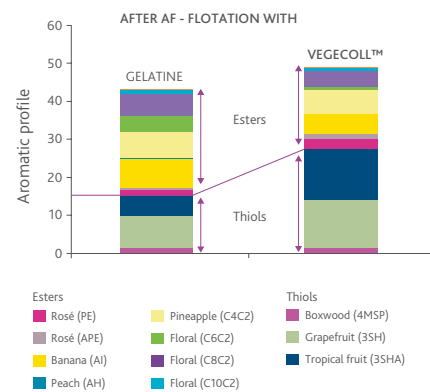 AFTER AF - FLOTATION WITH
60
50
40
30
20
10
0
Aromatic profile
GELATINE
VEGECOLL™
Esters
Thiols
Esters
Rosé (PE)
Rosé (APE)
Banana (AI)
Peach (AH)
Pineapple (C4C2)
Floral (C6C2)
Floral (C8C2)
Floral (C10C2)
Thiols
Boxwood (4MSP)
Grapefruit (3SH)
Tropical fruit (3SHA)